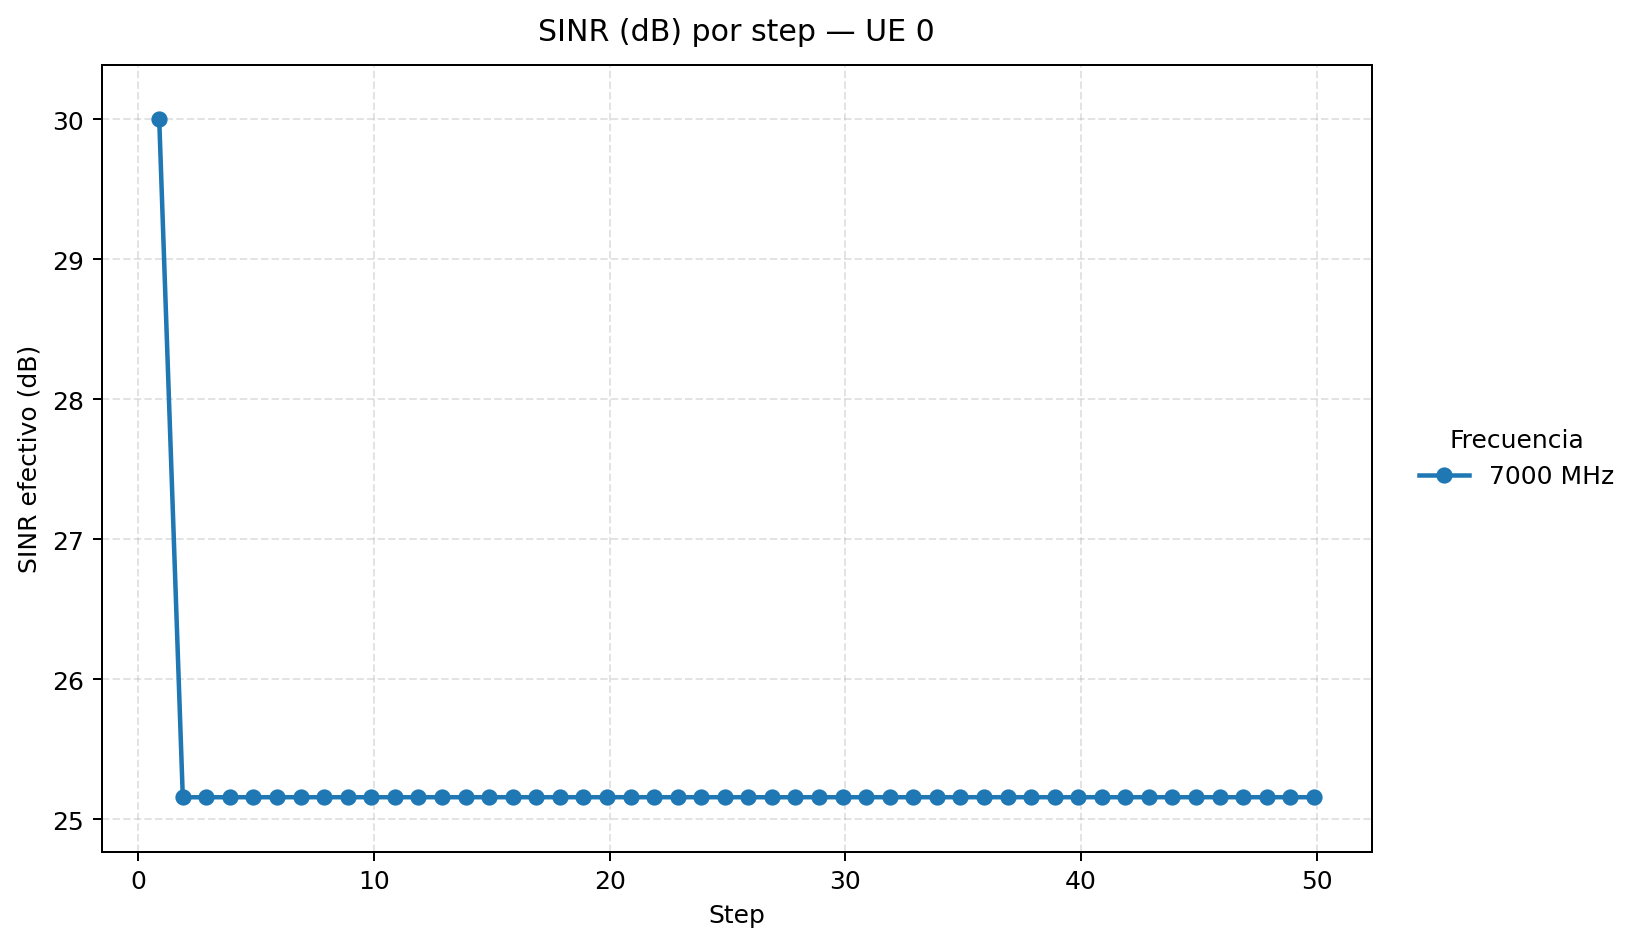 SINR (dB) por step — UE 0
SINR efectivo (dB)
30
29
28
27
26
25
0 10 20 30 40 50
Step
Frecuencia
7000 MHz